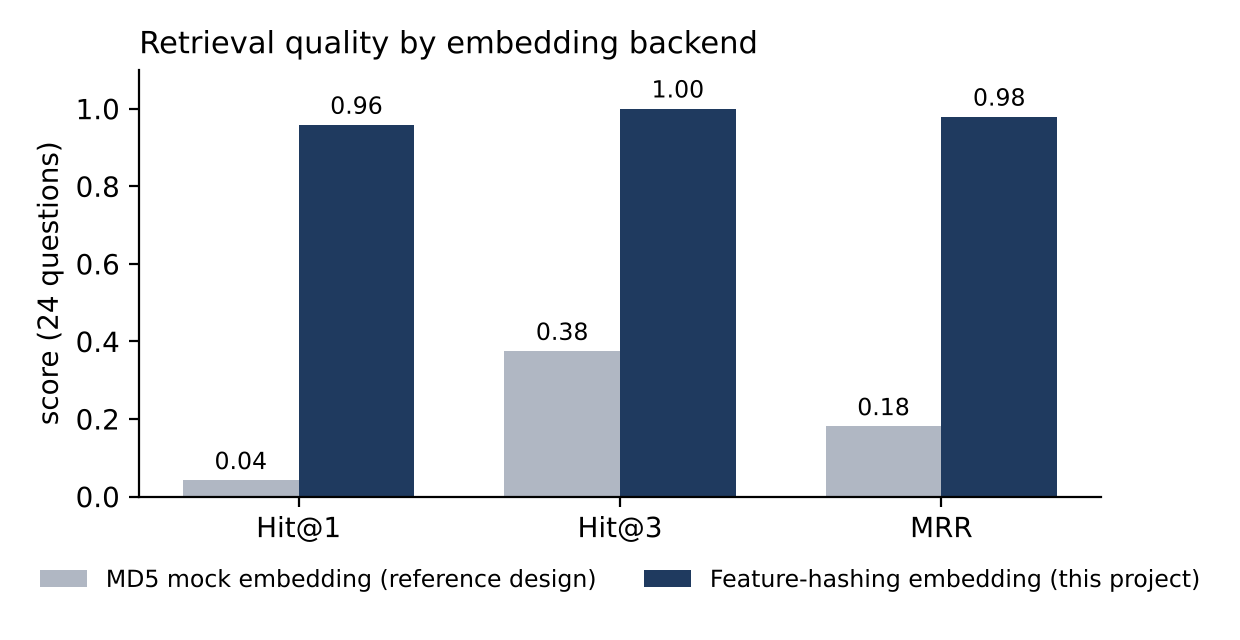 Retrieval quality by embedding backend
score (24 questions)
1.0
0.8
0.6
0.4
0.2
0.0
0.04
0.96
0.38
1.00
0.18
0.98
Hit@1
Hit@3
MRR
MD5 mock embedding (reference design)
Feature-hashing embedding (this project)